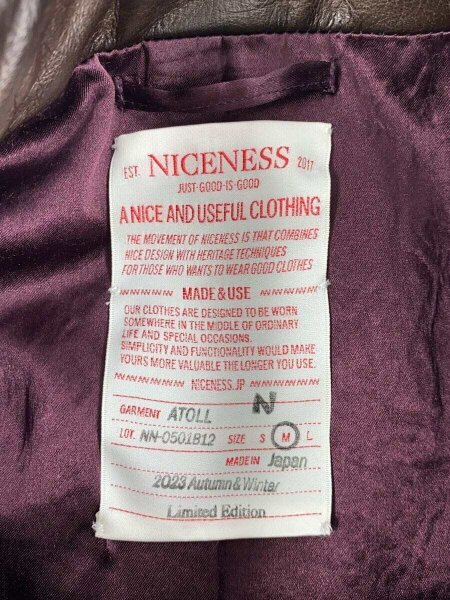 EST. NICENESS 2017
JUST-GOOD-IS-GOOD
A NICE AND USEFUL CLOTHING
THE MOVEMENT OF NICENESS IS THAT COMBINES
NICE DESIGN WITH HERITAGE TECHNIQUES
FOR THOSE WHO WANTS TO WEAR GOOD CLOTHES
MADE & USE
OUR CLOTHES ARE DESIGNED TO BE WORN
SOMEWHERE IN THE MIDDLE OF ORDINARY
LIFE AND SPECIAL OCCASIONS.
SIMPLICITY AND FUNCTIONALITY WOULD MAKE
YOURS MORE VALUABLE THE LONGER YOU USE.
NICENESS.JP
GARMENT ATOLL N
LOT. NN-0501B12 SIZE S M L
MADE IN Japan
2023 Autumn & Winter
Limited Edition